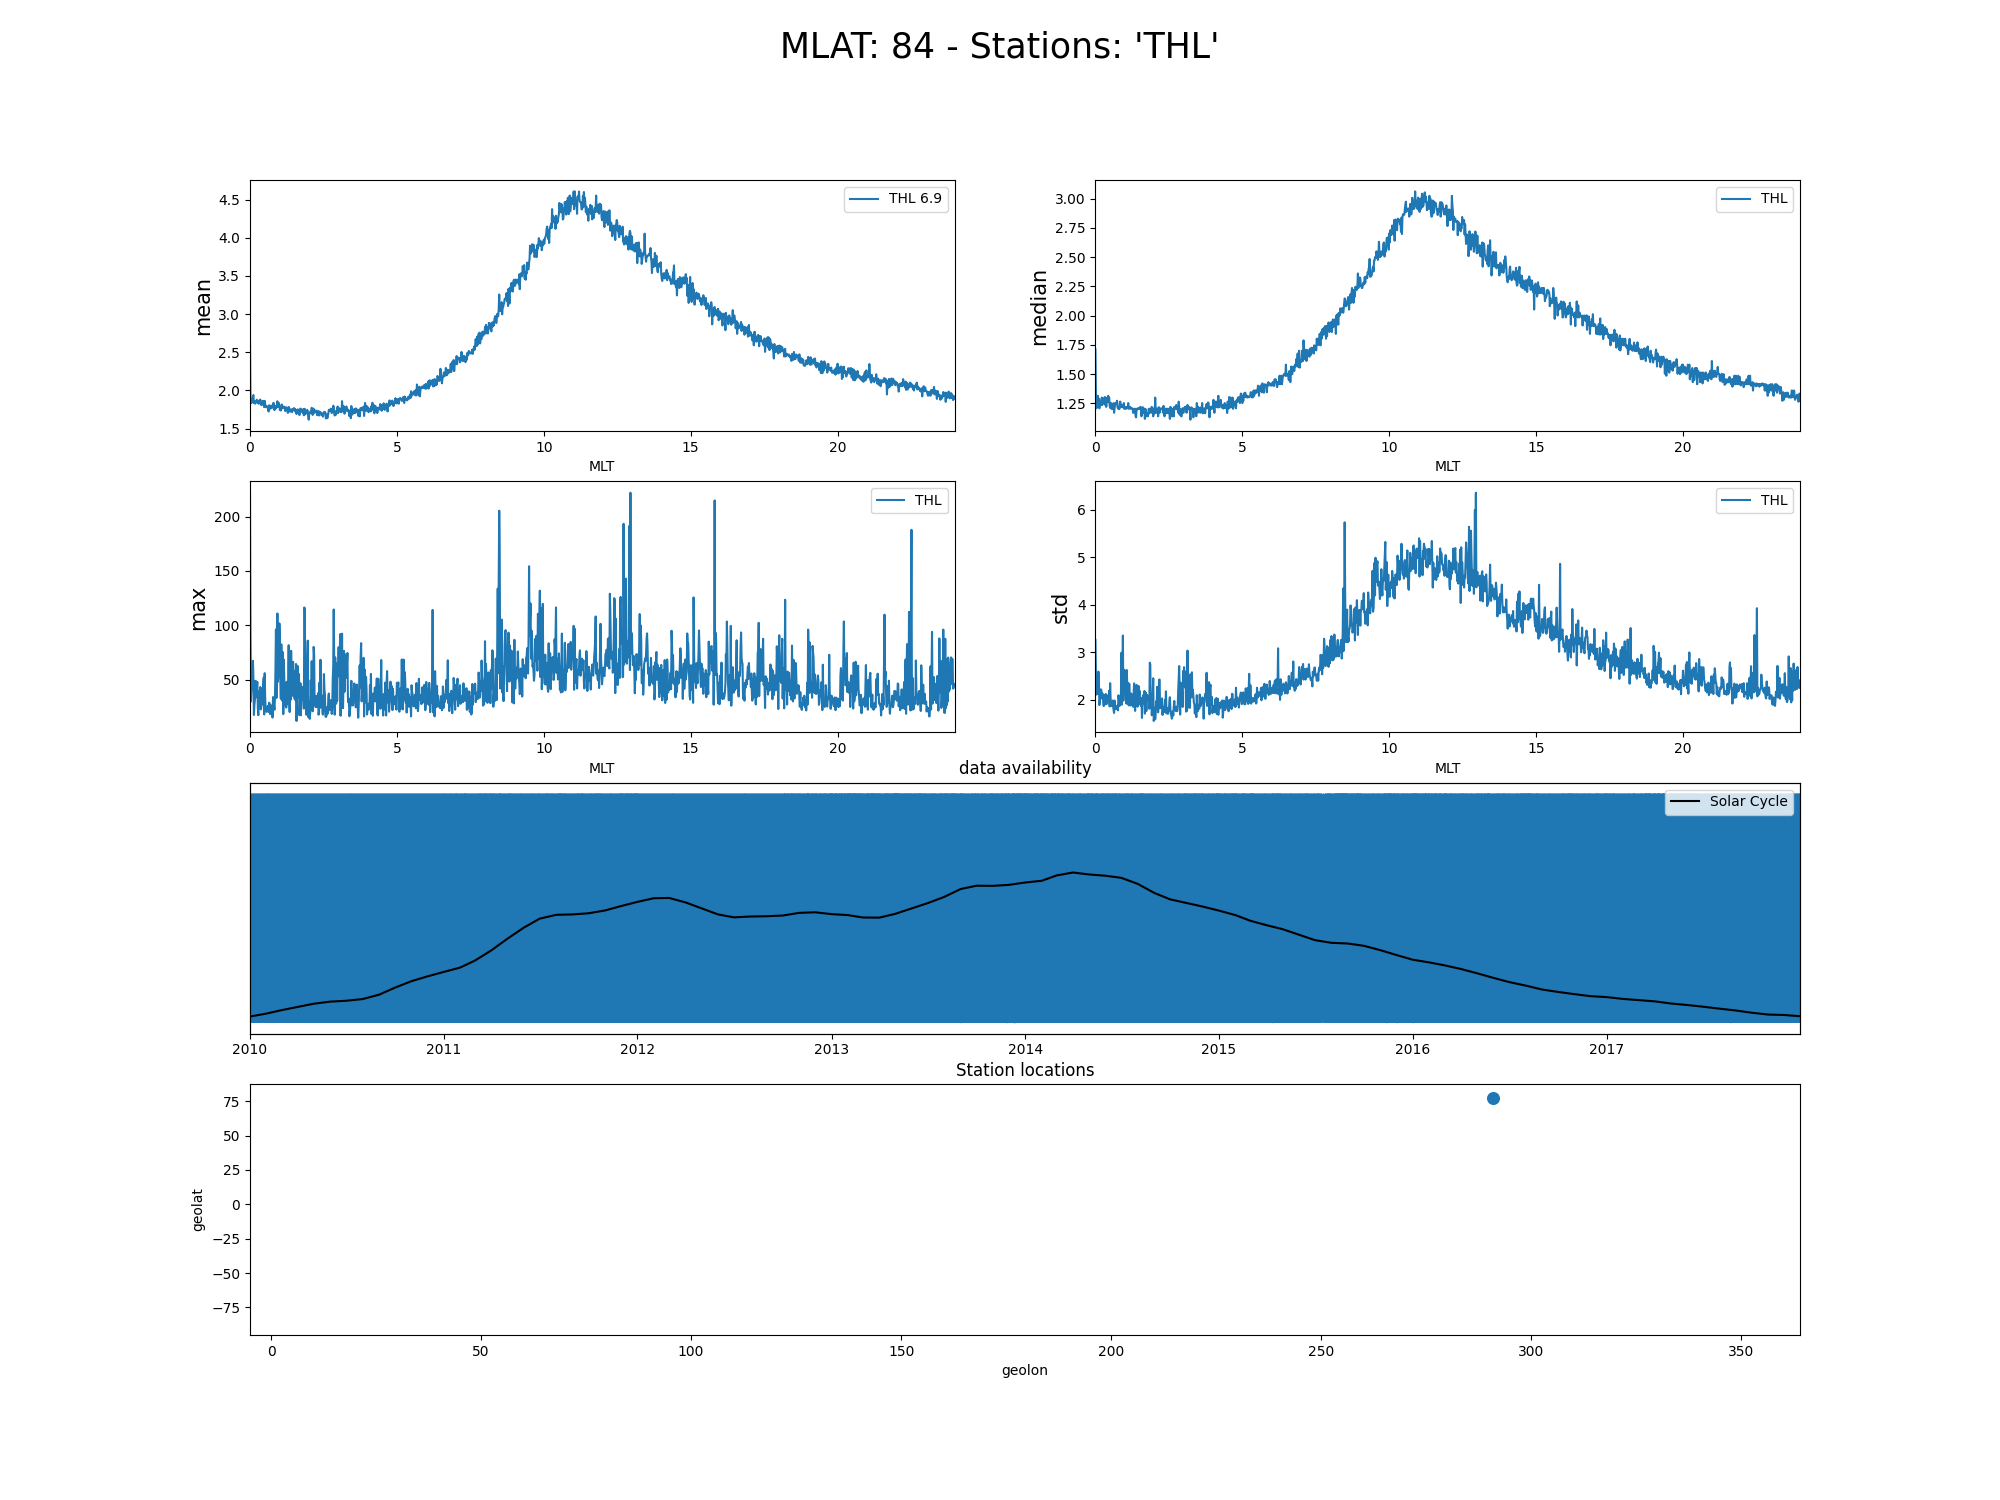 MLAT: 84 - Stations: 'THL'
mean
4.5
4.0
3.5
3.0
2.5
2.0
1.5
THL 6.9
0 5 10 15 20
MLT
median
3.00
2.75
2.50
2.25
2.00
1.75
1.50
1.25
THL
0 5 10 15 20
MLT
max
200
150
100
50
THL
0 5 10 15 20
MLT
std
6
5
4
3
2
THL
0 5 10 15 20
MLT
data availability
Solar Cycle
2010 2011 2012 2013 2014 2015 2016 2017
Station locations
geolat
75
50
25
0
−25
−50
−75
0 50 100 150 200 250 300 350
geolon